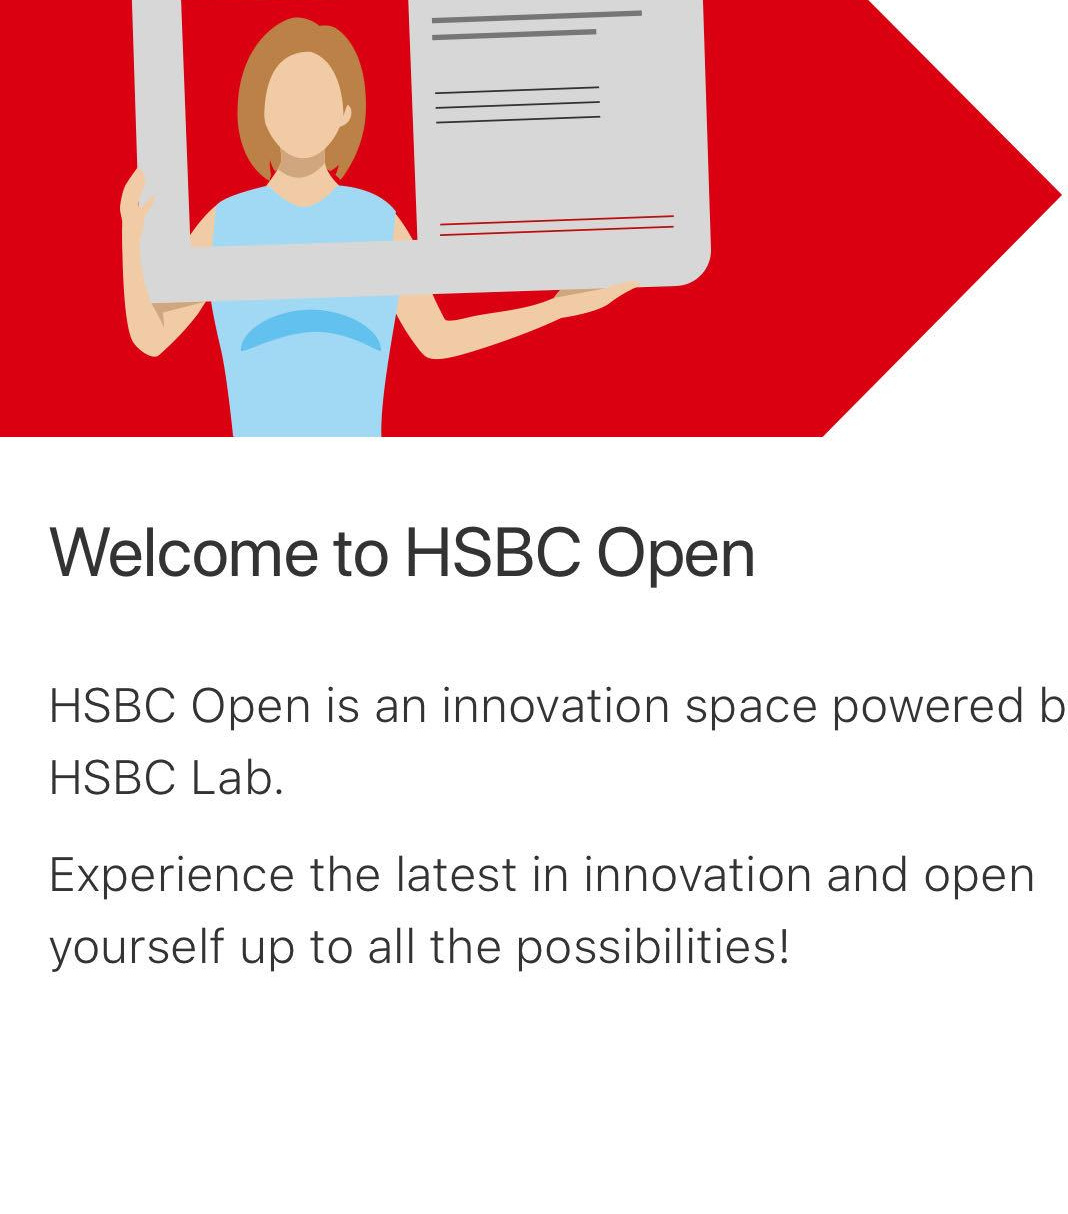 Welcome to HSBC Open
HSBC Open is an innovation space powered b
HSBC Lab.
Experience the latest in innovation and open
yourself up to all the possibilities!